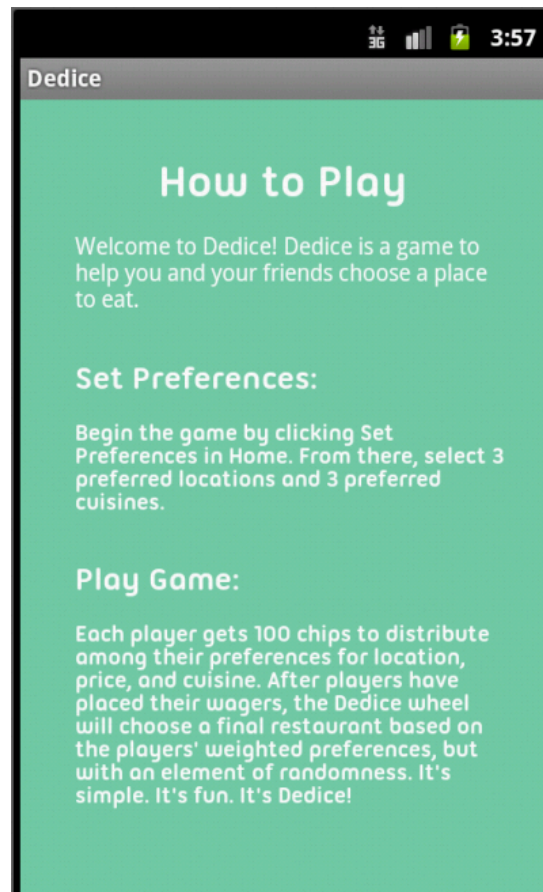 3G 3:57
Dedice
How to Play
Welcome to Dedice! Dedice is a game to
help you and your friends choose a place
to eat.
Set Preferences:
Begin the game by clicking Set
Preferences in Home. From there, select 3
preferred locations and 3 preferred
cuisines.
Play Game:
Each player gets 100 chips to distribute
among their preferences for location,
price, and cuisine. After players have
placed their wagers, the Dedice wheel
will choose a final restaurant based on
the players' weighted preferences, but
with an element of randomness. It's
simple. It's fun. It's Dedice!